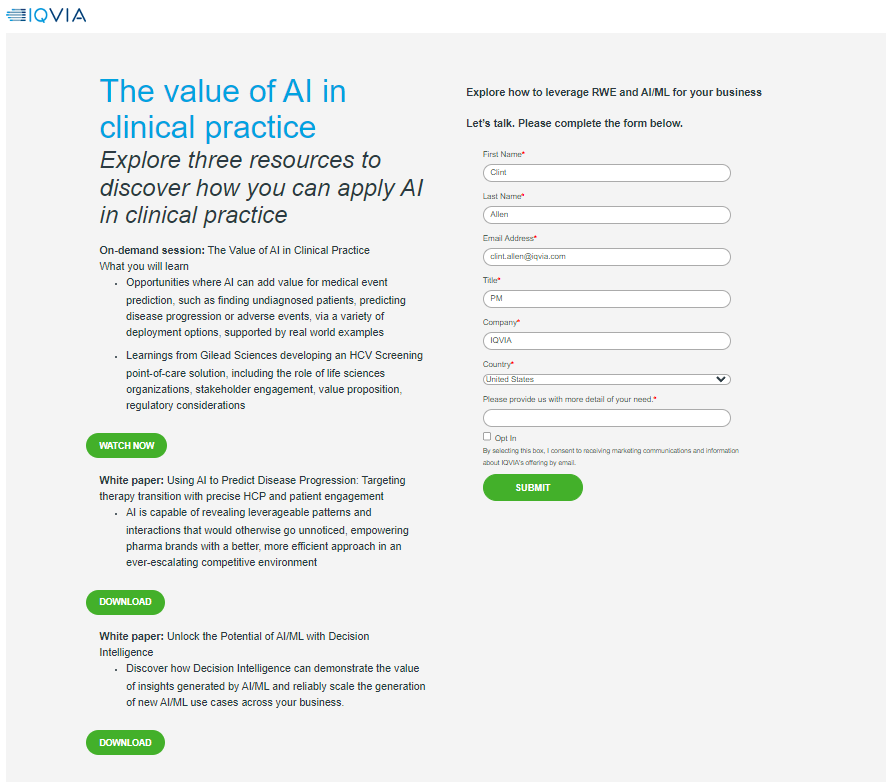 IQVIA
The value of AI in
clinical practice
Explore three resources to
discover how you can apply AI
in clinical practice
On-demand session: The Value of AI in Clinical Practice
What you will learn
• Opportunities where AI can add value for medical event
prediction, such as finding undiagnosed patients, predicting
disease progression or adverse events, via a variety of
deployment options, supported by real world examples
• Learnings from Gilead Sciences developing an HCV Screening
point-of-care solution, including the role of life sciences
organizations, stakeholder engagement, value proposition,
regulatory considerations
WATCH NOW
White paper: Using AI to Predict Disease Progression: Targeting
therapy transition with precise HCP and patient engagement
• AI is capable of revealing leverageable patterns and
interactions that would otherwise go unnoticed, empowering
pharma brands with a better, more efficient approach in an
ever-escalating competitive environment
DOWNLOAD
White paper: Unlock the Potential of AI/ML with Decision
Intelligence
• Discover how Decision Intelligence can demonstrate the value
of insights generated by AI/ML and reliably scale the generation
of new AI/ML use cases across your business.
DOWNLOAD
Explore how to leverage RWE and AI/ML for your business
Let's talk. Please complete the form below.
First Name*
Clint
Last Name*
Allen
Email Address*
clint.allen@iqvia.com
Title*
PM
Company*
IQVIA
Country*
United States
Please provide us with more detail of your need.*
Opt In
By selecting this box, I consent to receiving marketing communications and information
about IQVIA's offering by email.
SUBMIT